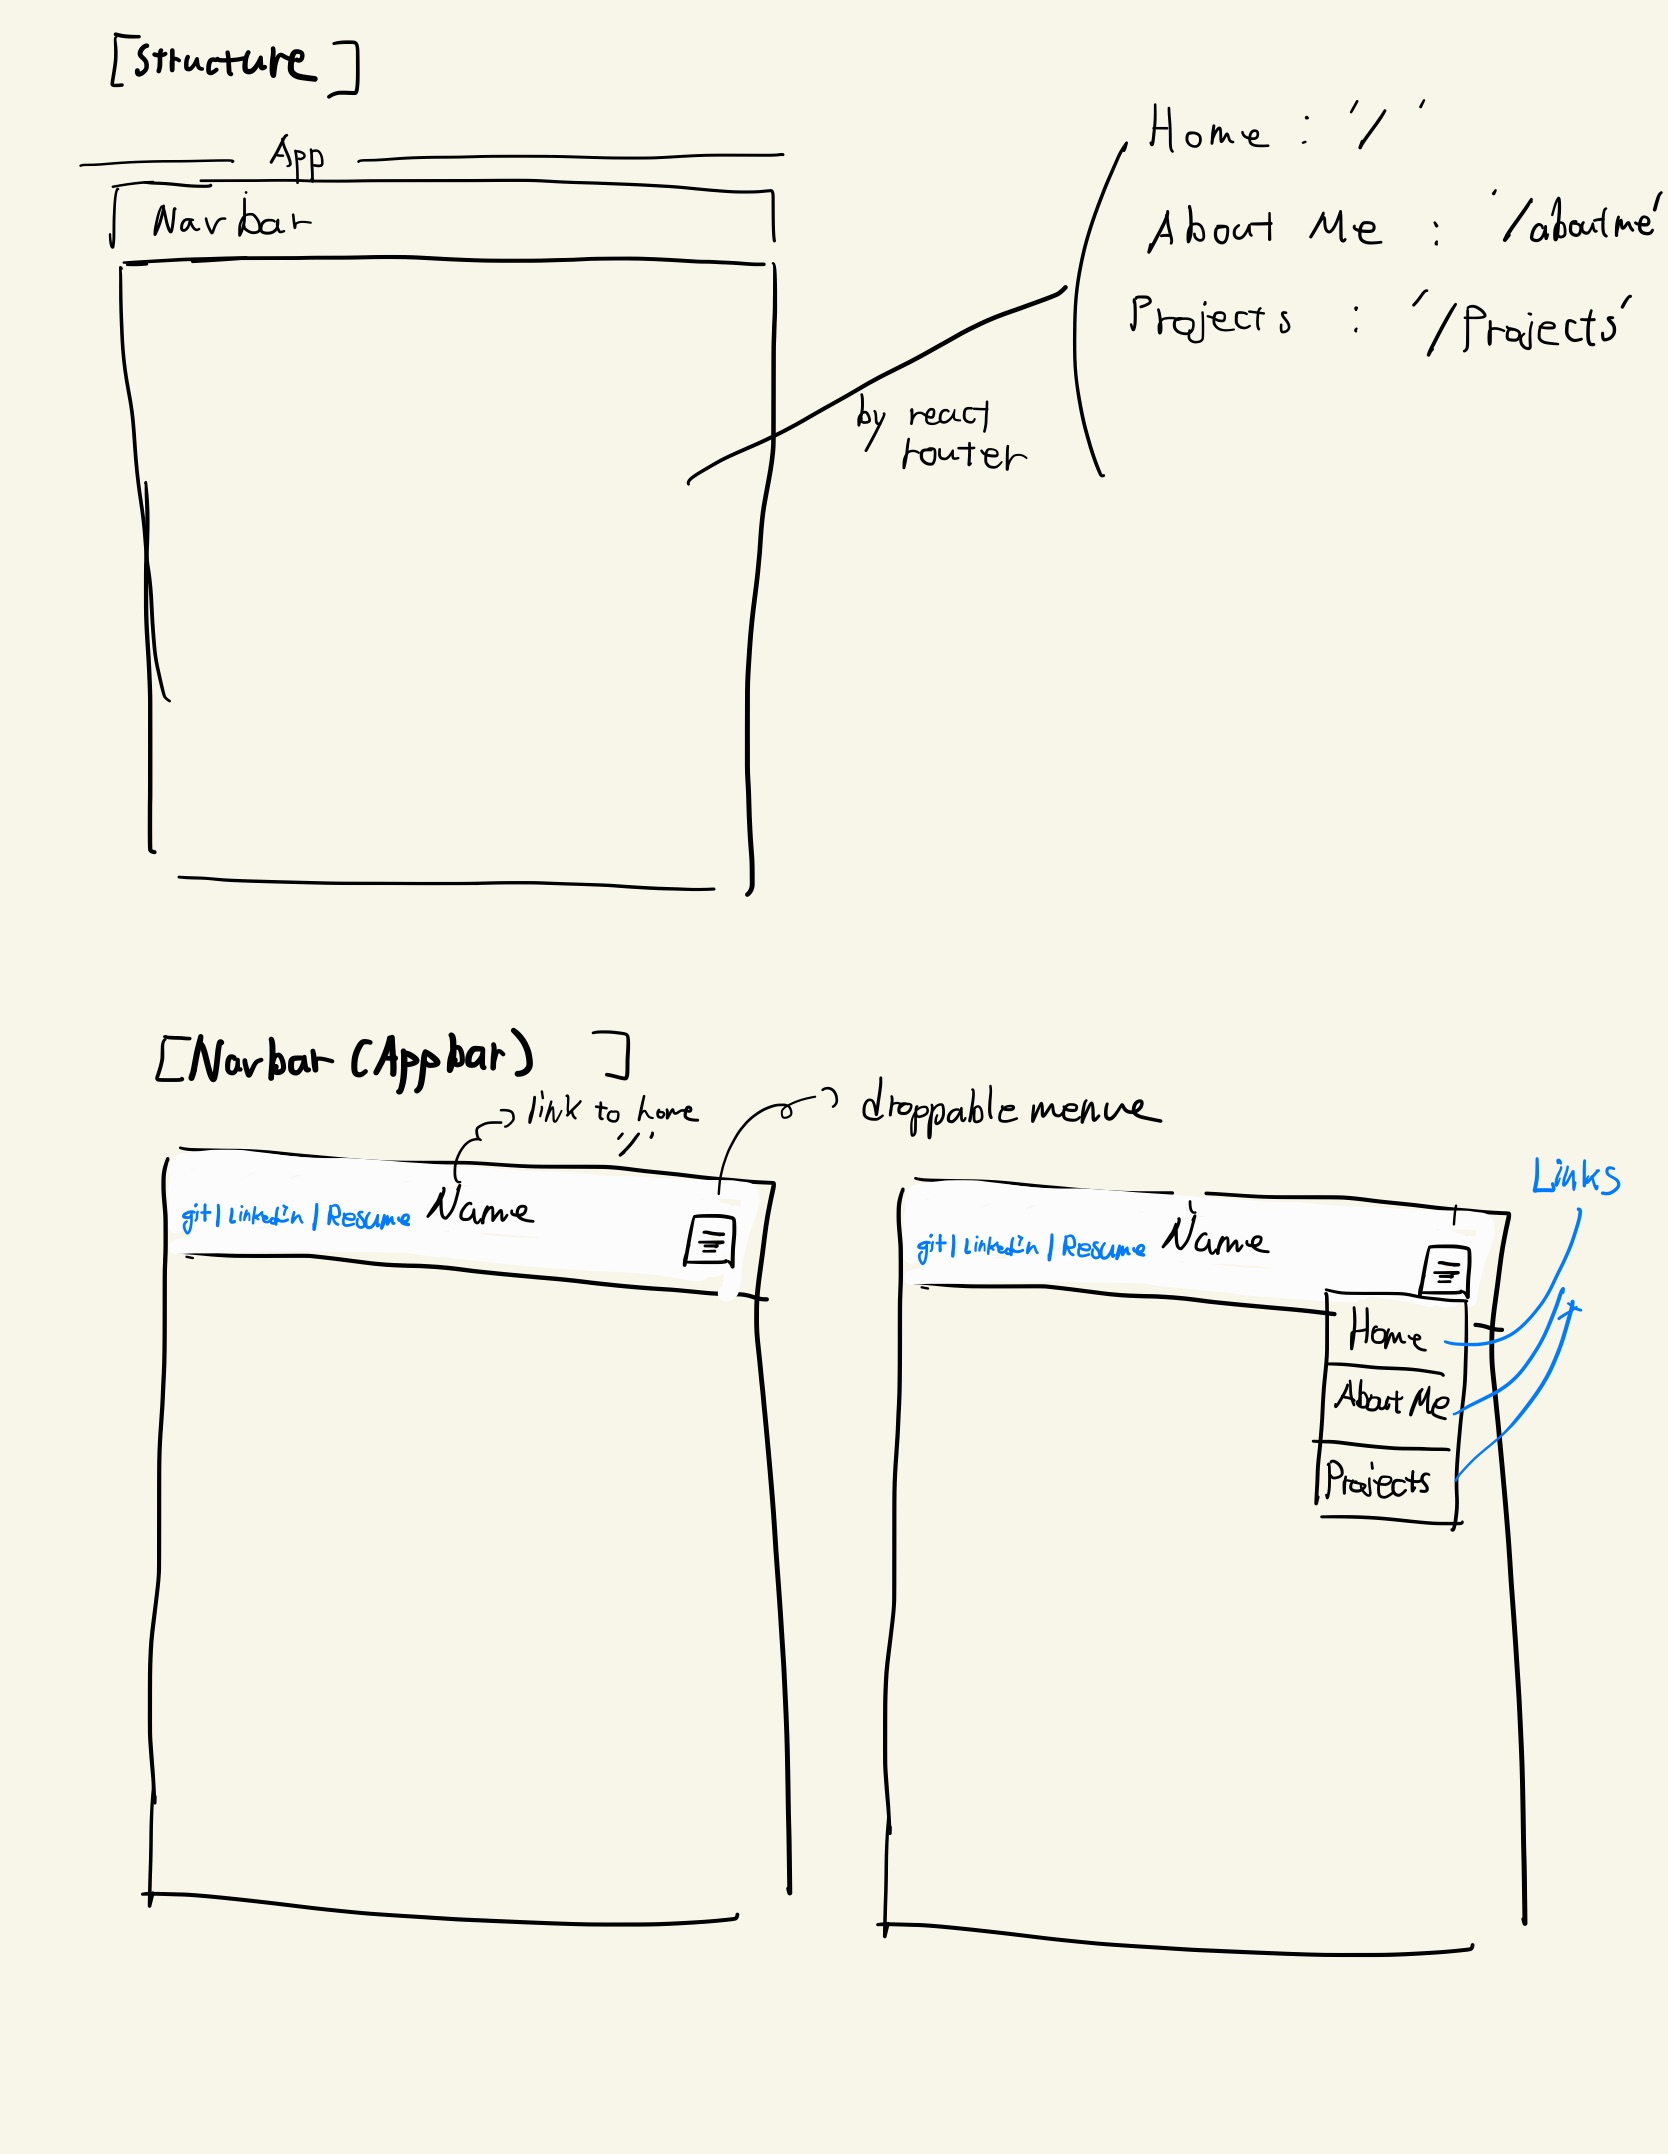 [Structure]
App
Navbar
Home : '/'
About Me : '/aboutme'
Projects : '/Projects'
by react
router
[Navbar (Appbar) ]
link to home
'/'
droppable menue
git | LinkedIn | Resume Name
Links
git | LinkedIn | Resume Name
Home
About Me
Projects